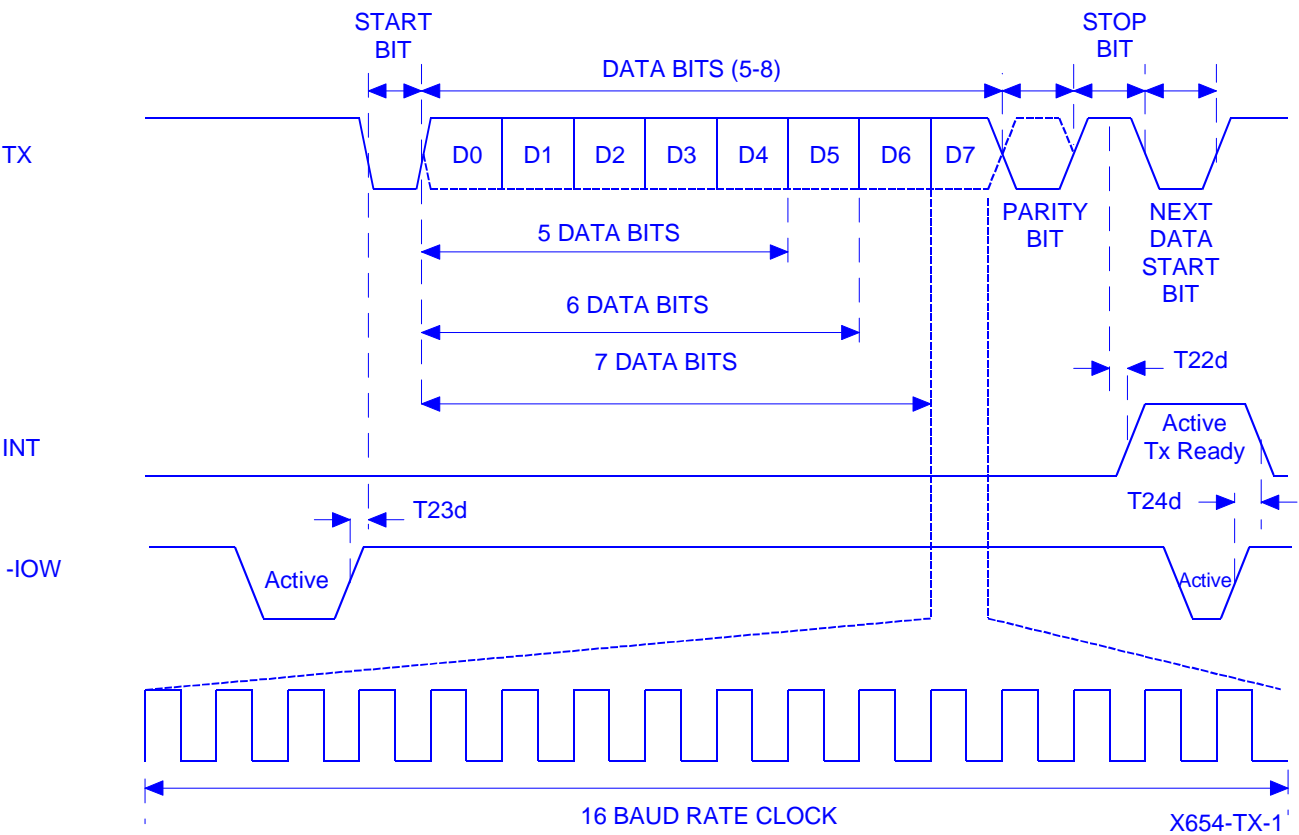 START
BIT
STOP
BIT
DATA BITS (5-8)
TX
D0 D1 D2 D3 D4 D5 D6 D7
PARITY
BIT
NEXT
DATA
START
BIT
5 DATA BITS
6 DATA BITS
7 DATA BITS
T22d
INT
Active
Tx Ready
T23d
T24d
-IOW
Active
Active
16 BAUD RATE CLOCK
X654-TX-1